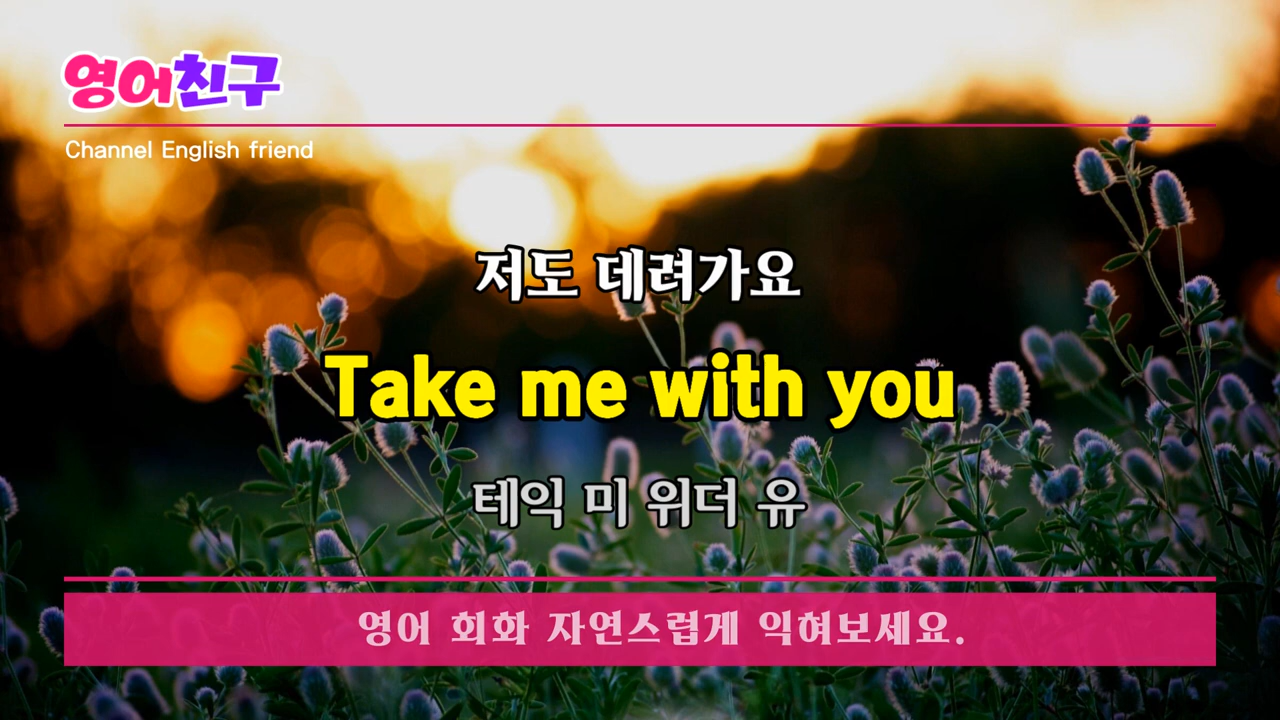 영어친구
Channel English friend
저도 데려가요
Take me with you
테익 미 위더 유
영어 회화 자연스럽게 익혀보세요.